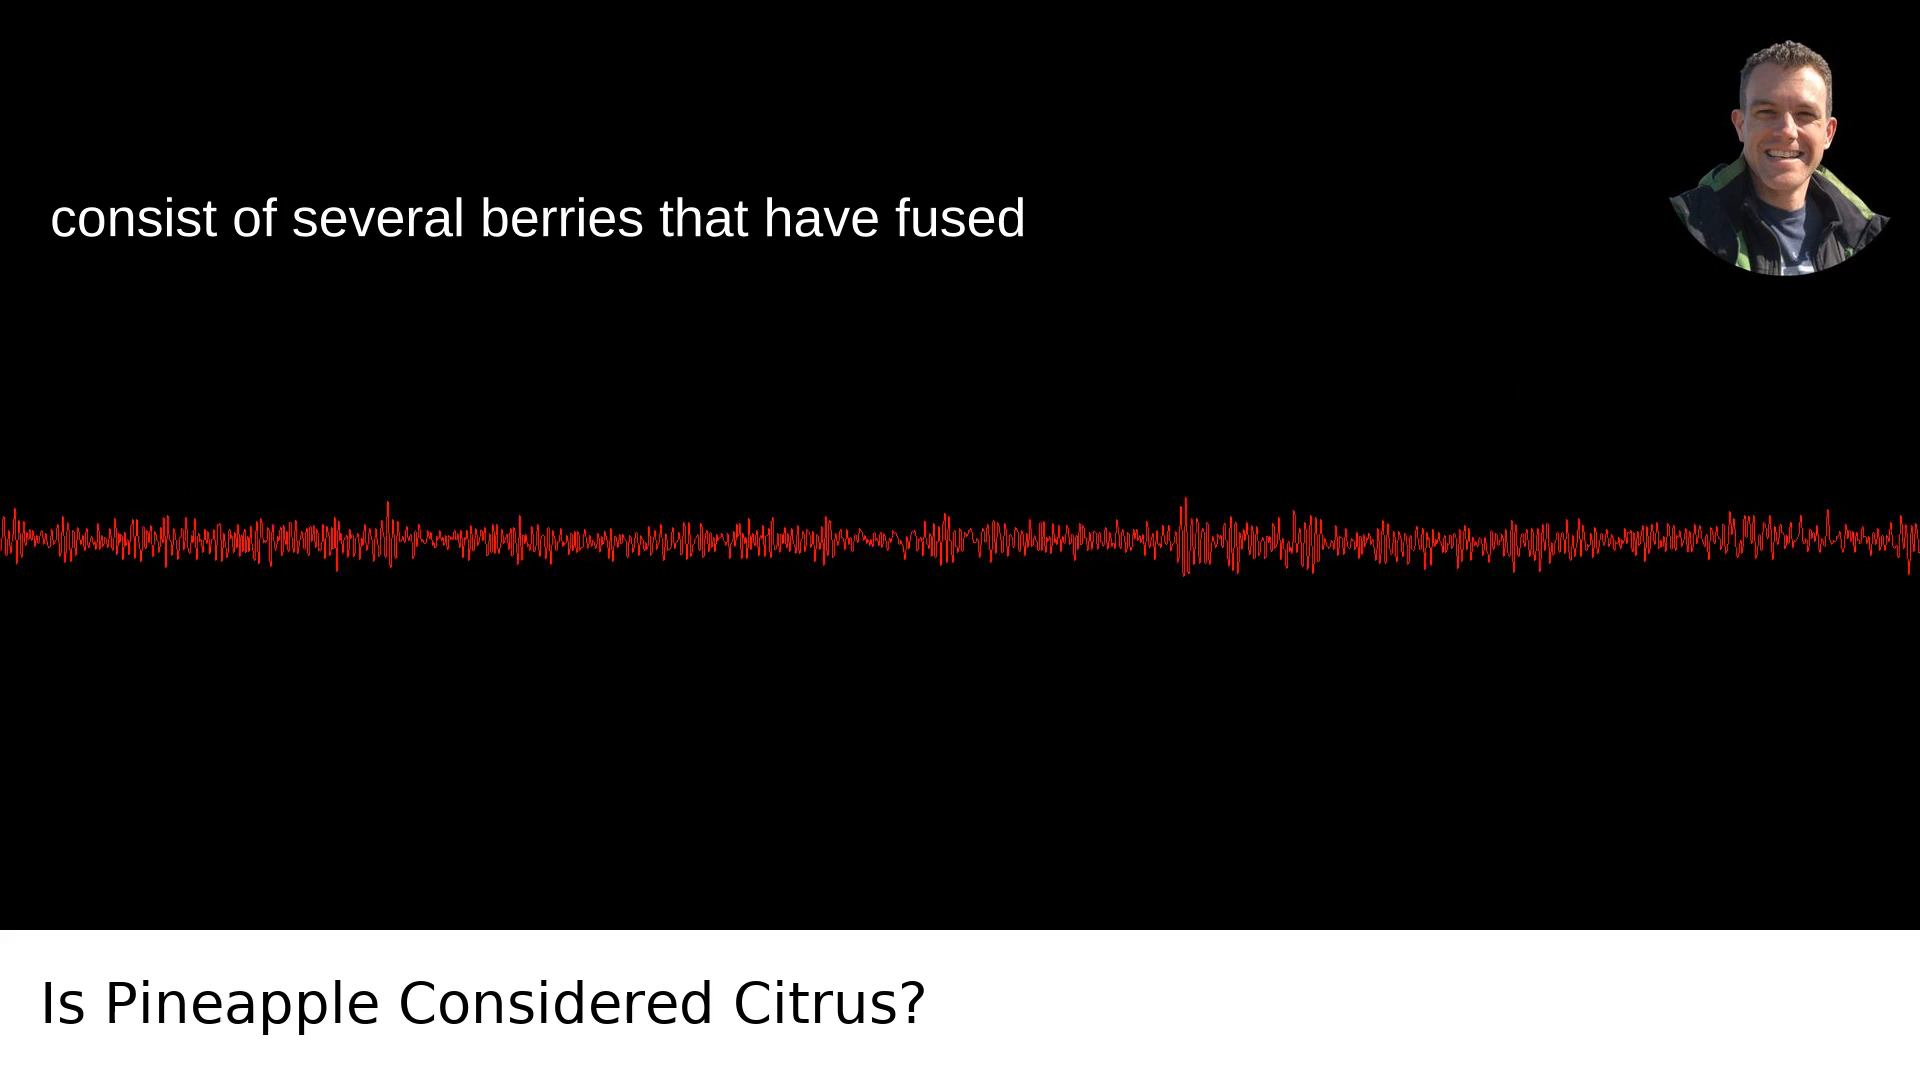 consist of several berries that have fused
Is Pineapple Considered Citrus?